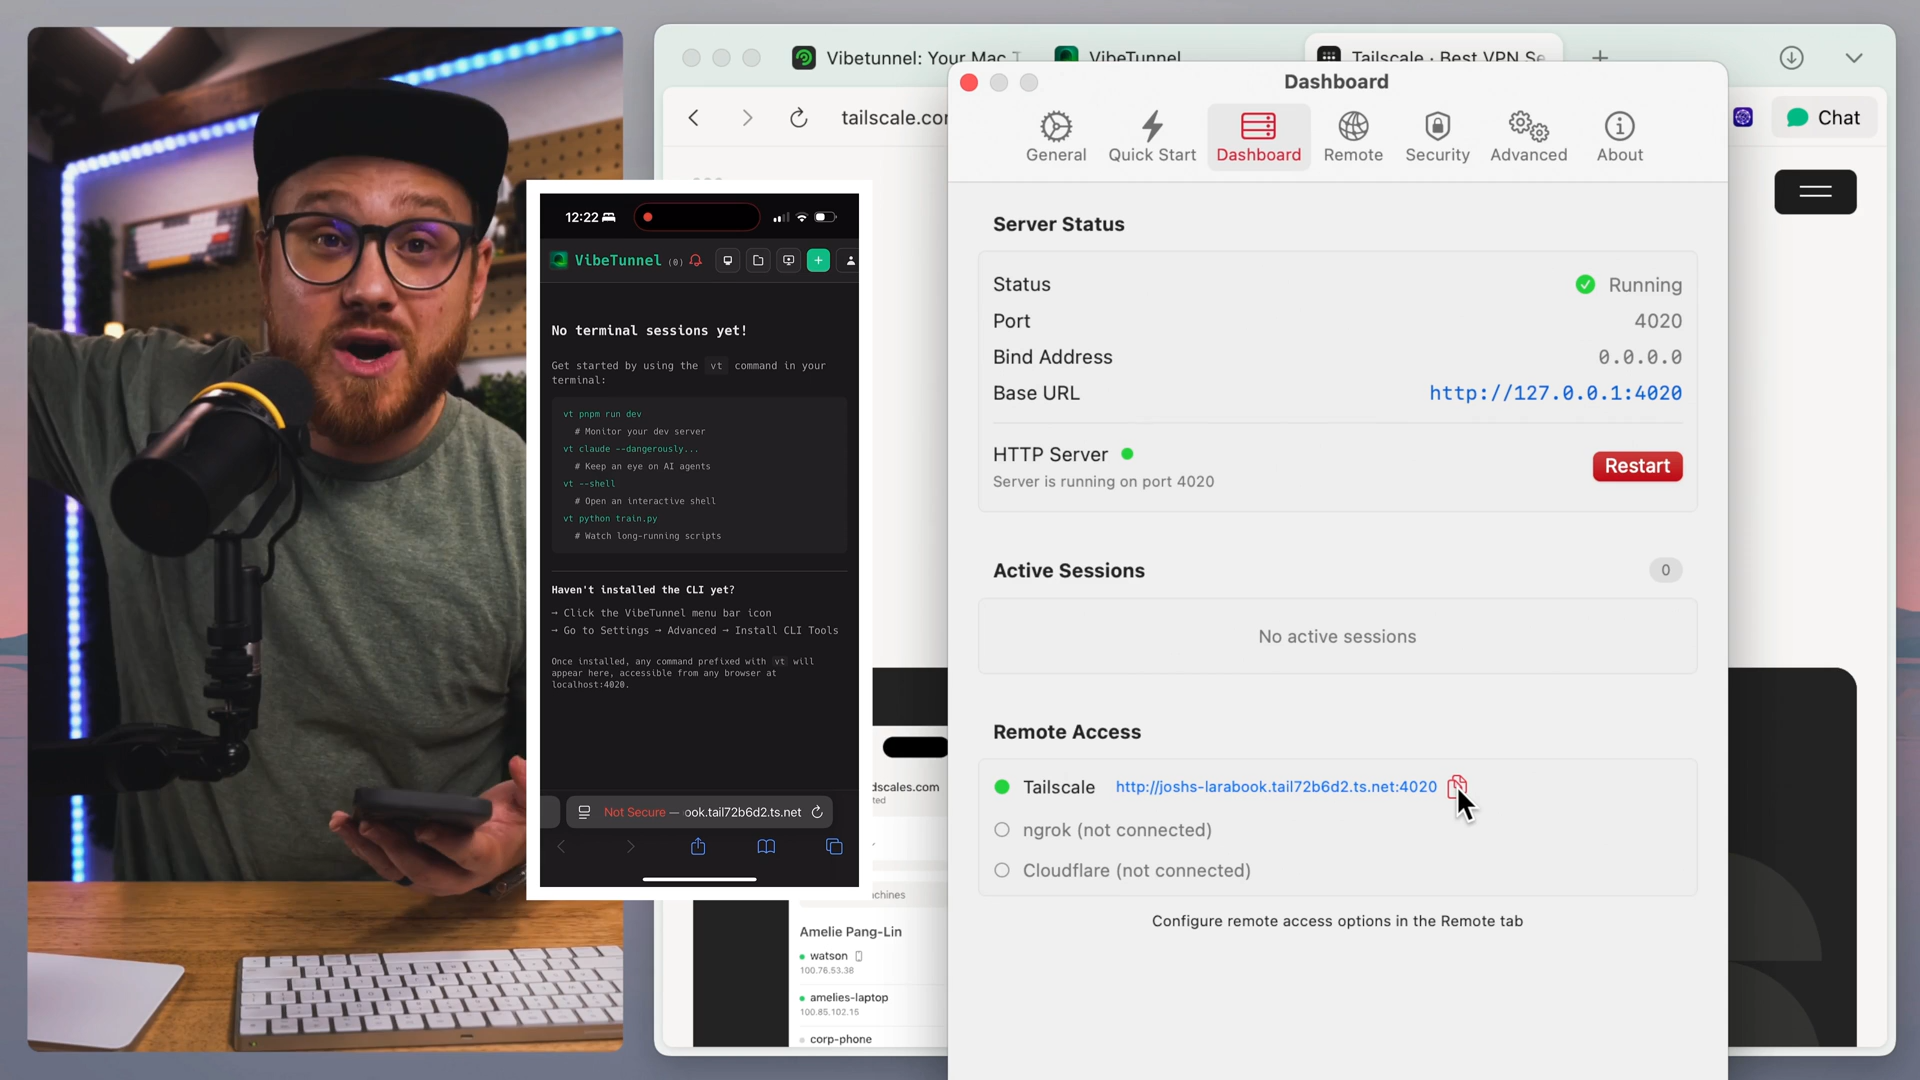 Vibetunnel: Your Mac
VibeTunnel
Tailscale · Best VPN Se
tailscale.co
Chat
Dashboard
General
Quick Start
Dashboard
Remote
Security
Advanced
About
Server Status
Status
Running
Port
4020
Bind Address
0.0.0.0
Base URL
http://127.0.0.1:4020
HTTP Server
Server is running on port 4020
Restart
Active Sessions
0
No active sessions
Remote Access
Tailscale
http://joshs-larabook.tail72b6d2.ts.net:4020
ngrok (not connected)
Cloudflare (not connected)
Configure remote access options in the Remote tab
12:22
VibeTunnel (0)
No terminal sessions yet!
Get started by using the vt command in your
terminal:
vt pnpm run dev
# Monitor your dev server
vt claude --dangerously...
# Keep an eye on AI agents
vt --shell
# Open an interactive shell
vt python train.py
# Watch long-running scripts
Haven't installed the CLI yet?
→ Click the VibeTunnel menu bar icon
→ Go to Settings → Advanced → Install CLI Tools
Once installed, any command prefixed with vt will
appear here, accessible from any browser at
localhost:4020.
Not Secure — ook.tail72b6d2.ts.net
dscales.com
ted
chines
Amelie Pang-Lin
watson
100.76.53.38
amelies-laptop
100.85.102.15
corp-phone